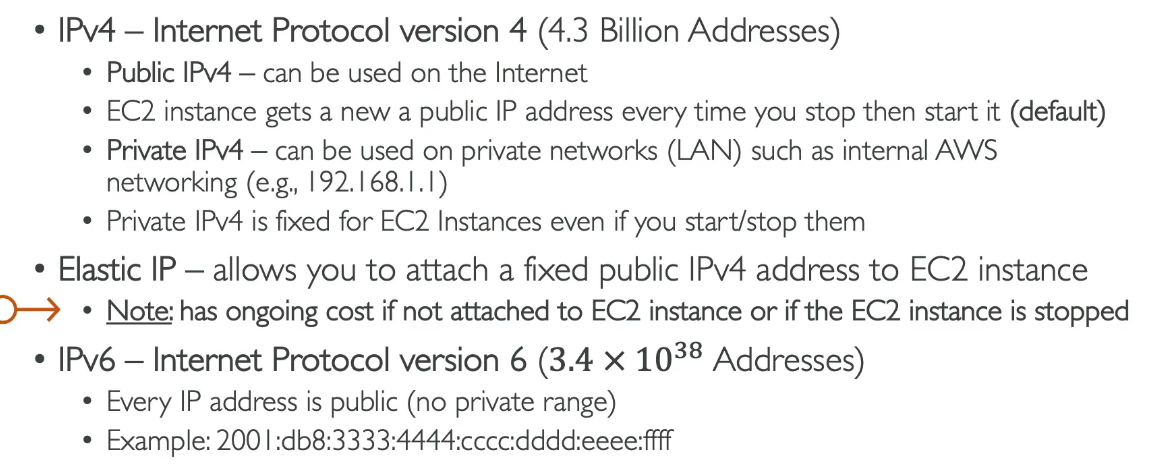 • IPv4 – Internet Protocol version 4 (4.3 Billion Addresses)
• Public IPv4 – can be used on the Internet
• EC2 instance gets a new a public IP address every time you stop then start it (default)
• Private IPv4 – can be used on private networks (LAN) such as internal AWS
networking (e.g., 192.168.1.1)
• Private IPv4 is fixed for EC2 Instances even if you start/stop them
• Elastic IP – allows you to attach a fixed public IPv4 address to EC2 instance
• Note: has ongoing cost if not attached to EC2 instance or if the EC2 instance is stopped
• IPv6 – Internet Protocol version 6 (3.4 × 10³⁸ Addresses)
• Every IP address is public (no private range)
• Example: 2001:db8:3333:4444:cccc:dddd:eeee:ffff